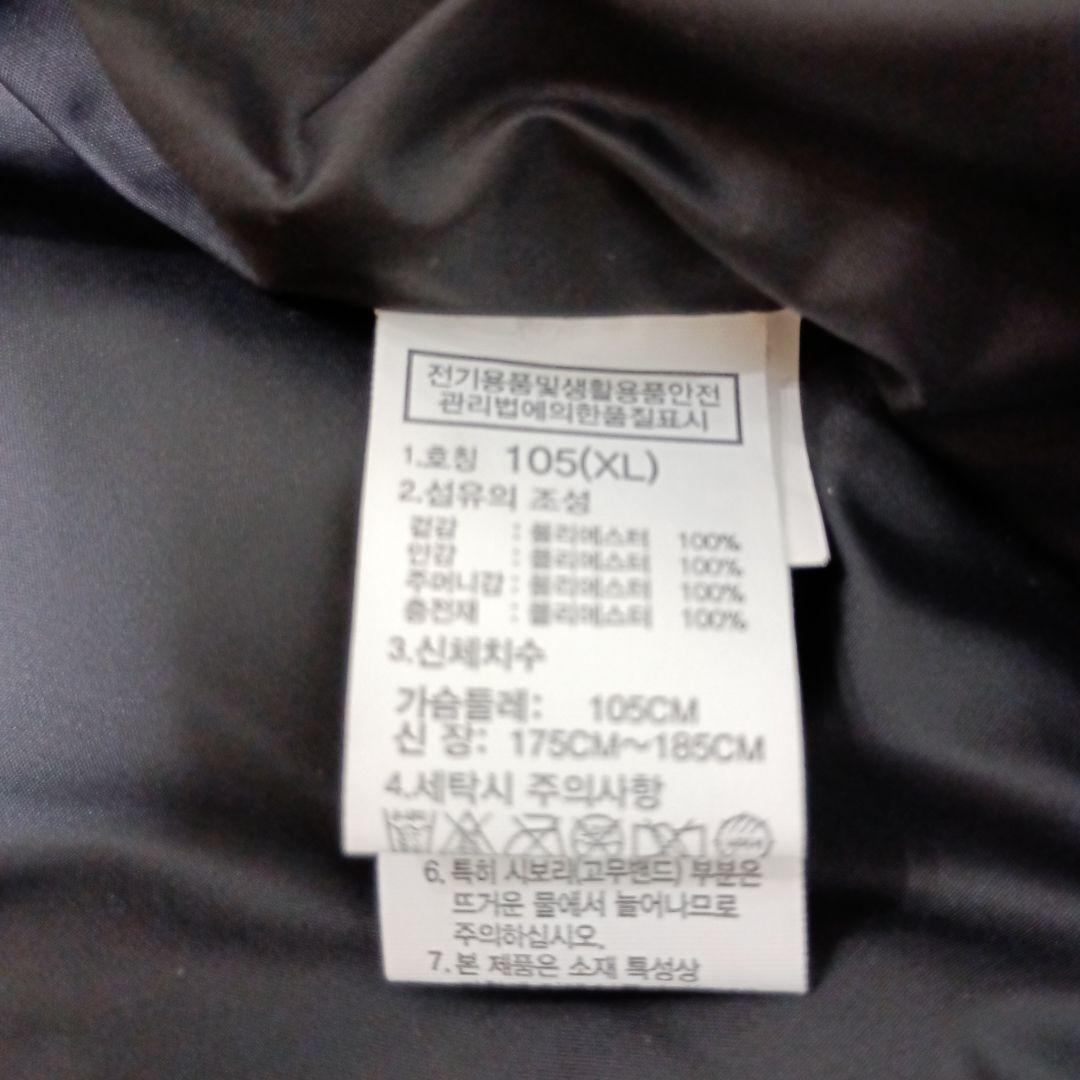 전기용품및생활용품안전
관리법에의한품질표시
1.호칭 105(XL)
2.섬유의 조성
겉감 : 폴리에스터 100%
안감 : 폴리에스터 100%
주머니감 : 폴리에스터 100%
충전재 : 폴리에스터 100%
3.신체치수
가슴둘레: 105CM
신 장: 175CM~185CM
4.세탁시 주의사항
6. 특히 시보리(고무밴드) 부분은
뜨거운 물에서 늘어나므로
주의하십시오.
7. 본 제품은 소재 특성상